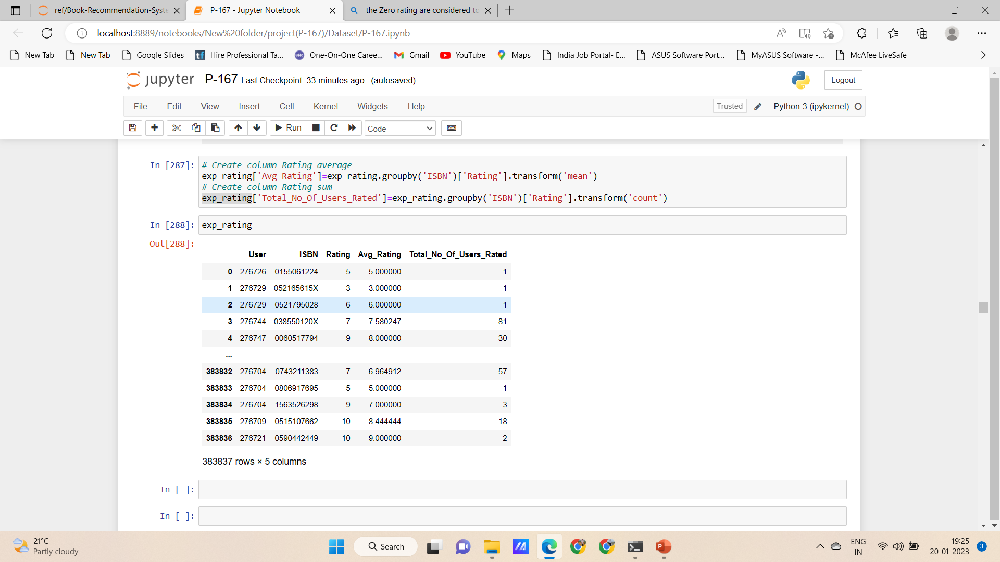 ref/Book-Recommendation-Syste
P-167 - Jupyter Notebook
the Zero rating are considered to
localhost:8889/notebooks/New%20folder/project(P-167)/Dataset/P-167.ipynb
New Tab
New Tab
Google Slides
Hire Professional Ta...
One-On-One Caree...
Gmail
YouTube
Maps
India Job Portal- E...
ASUS Software Port...
MyASUS Software -...
McAfee LiveSafe
jupyter P-167 Last Checkpoint: 33 minutes ago (autosaved)
Logout
File Edit View Insert Cell Kernel Widgets Help
Trusted
Python 3 (ipykernel)
Run
Code
In [287]:
# Create column Rating average
exp_rating['Avg_Rating']=exp_rating.groupby('ISBN')['Rating'].transform('mean')
# Create column Rating sum
exp_rating['Total_No_Of_Users_Rated']=exp_rating.groupby('ISBN')['Rating'].transform('count')
In [288]: exp_rating
Out[288]:
User ISBN Rating Avg_Rating Total_No_Of_Users_Rated
0 276726 0155061224 5 5.000000 1
1 276729 052165615X 3 3.000000 1
2 276729 0521795028 6 6.000000 1
3 276744 038550120X 7 7.580247 81
4 276747 0060517794 9 8.000000 30
... ... ... ... ... ...
383832 276704 0743211383 7 6.964912 57
383833 276704 0806917695 5 5.000000 1
383834 276704 1563526298 9 7.000000 3
383835 276709 0515107662 10 8.444444 18
383836 276721 0590442449 10 9.000000 2
383837 rows × 5 columns
In [ ]:
In [ ]:
21°C
Partly cloudy
Search
ENG
IN
19:25
20-01-2023
3